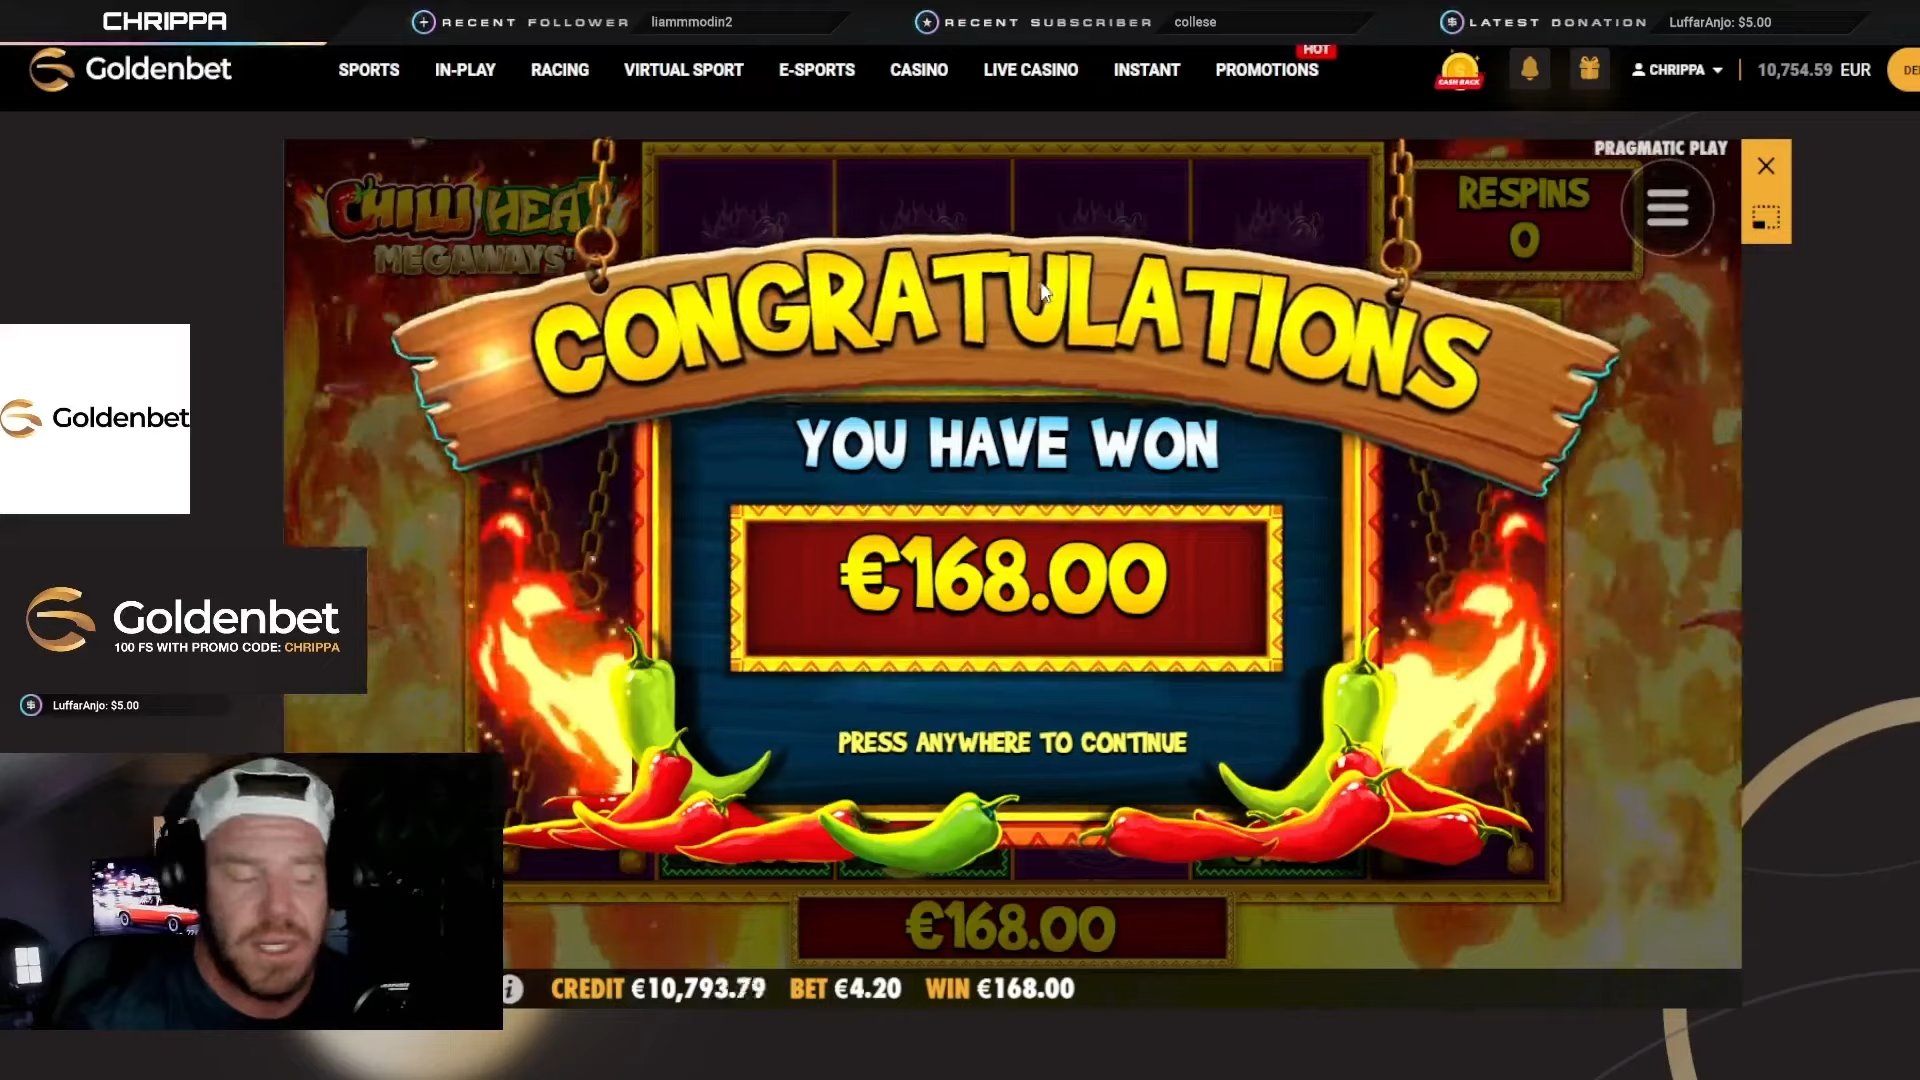 CHRIPPA
RECENT FOLLOWER liammmodin2
RECENT SUBSCRIBER collese
LATEST DONATION LuffarAnjo: $5.00
Goldenbet
SPORTS IN-PLAY RACING VIRTUAL SPORT E-SPORTS CASINO LIVE CASINO INSTANT PROMOTIONS
HOT
CASH BACK
CHRIPPA
10,754.59 EUR
PRAGMATIC PLAY
CHILLI HEAT
MEGAWAYS
RESPINS
0
CONGRATULATIONS
YOU HAVE WON
€168.00
PRESS ANYWHERE TO CONTINUE
Goldenbet
Goldenbet
100 FS WITH PROMO CODE: CHRIPPA
LuffarAnjo: $5.00
€168.00
CREDIT €10,793.79 BET €4.20 WIN €168.00